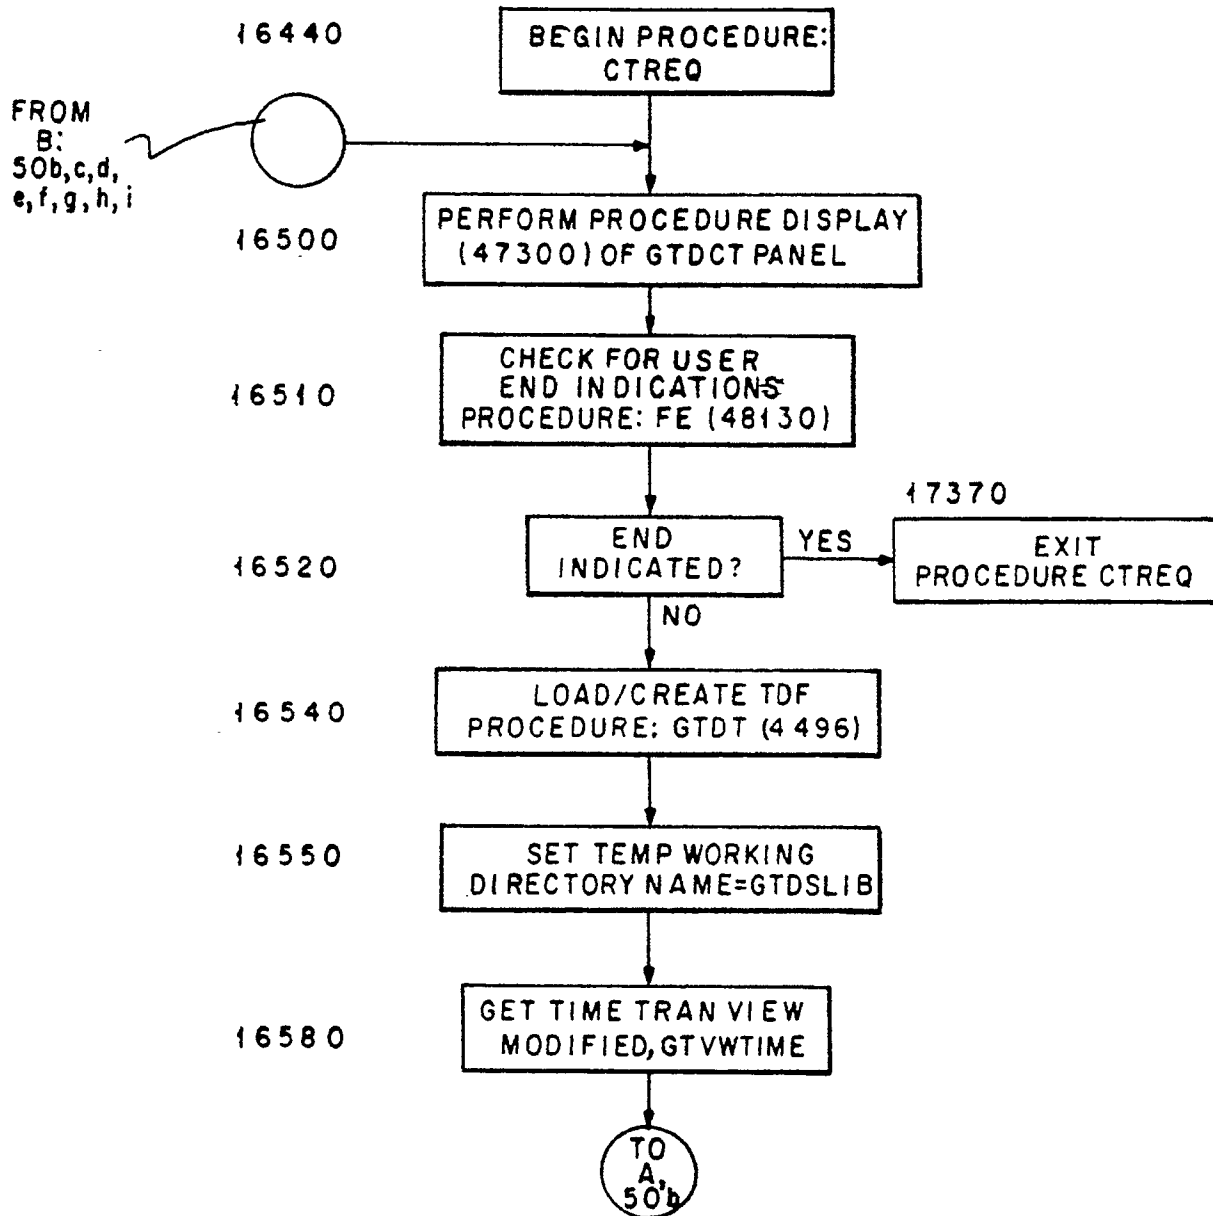 16440
BEGIN PROCEDURE:
CTREQ
FROM
B:
50b,c,d,
e,f,g,h,i
16500
PERFORM PROCEDURE DISPLAY
(47300) OF GTDCT PANEL
16510
CHECK FOR USER
END INDICATIONS
PROCEDURE: FE (48130)
16520
END
INDICATED?
YES
17370
EXIT
PROCEDURE CTREQ
NO
16540
LOAD/CREATE TDF
PROCEDURE: GTDT (4496)
16550
SET TEMP WORKING
DIRECTORY NAME=GTDSLIB
16580
GET TIME TRAN VIEW
MODIFIED,GTVWTIME
TO
A,
50b